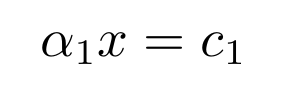 α₁x = c₁